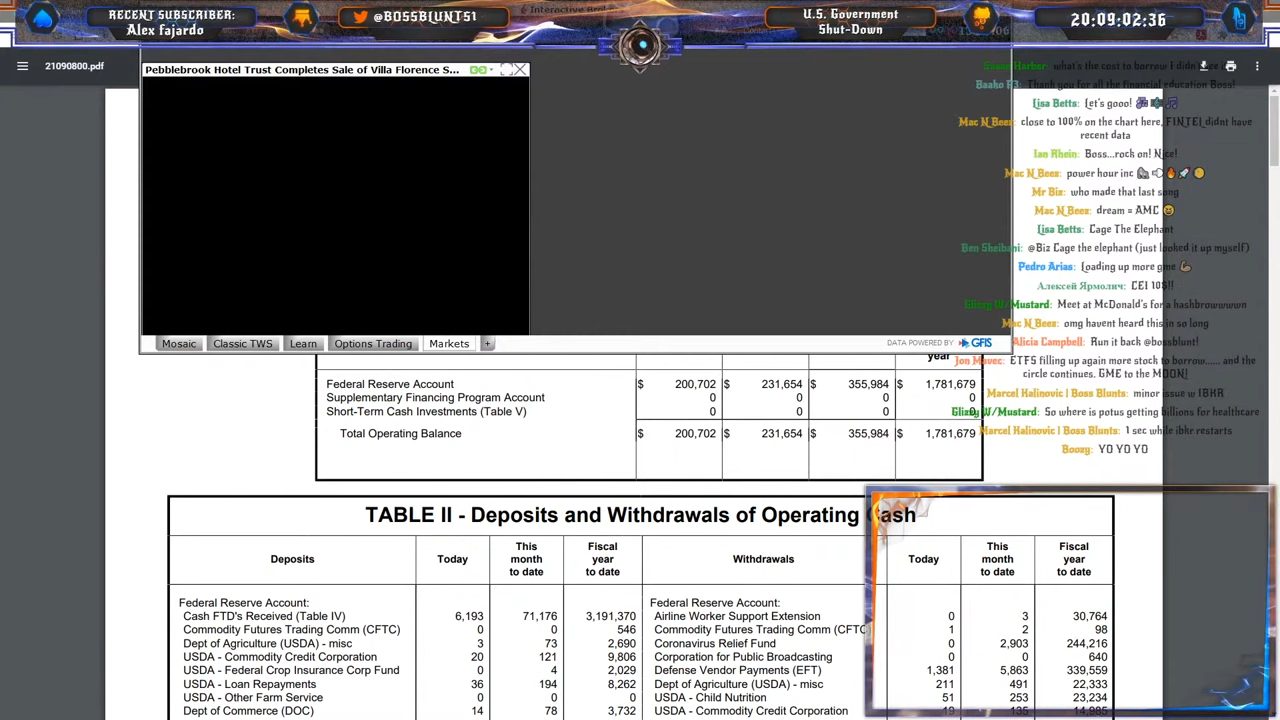 RECENT SUBSCRIBER:
Alex fajardo
@BOSSBLUNTS1
Interactive Bro
U.S. Government
Shut-Down
20:09:02:36
21090800.pdf
Pebblebrook Hotel Trust Completes Sale of Villa Florence S...
what's the cost to borrow I didn't
Baako R3: Thank you for all the financial education Boss!
Lisa Betts: Let's gooo!
Mac N Beez: close to 100% on the chart here, FINTEL didnt have
recent data
Ian Rhein: Boss...rock on! Nice!
Mac N Beez: power hour inc
Mr Biz: who made that last song
Mac N Beez: dream = AMC
Lisa Betts: Cage The Elephant
Ben Sheibani: @Biz Cage the elephant (just looked it up myself)
Pedro Arias: Loading up more gme
Алексей Ярмолич: CEI 10$!!
Glizzy W/Mustard: Meet at McDonald's for a hashbrowwwwn
Mac N Beez: omg havent heard this in so long
Alicia Campbell: Run it back @bossblunt!
Jon Mavec: ETFS filling up again more stock to borrow...... and the
circle continues. GME to the MOON!
Marcel Kalinovic | Boss Blunts: minor issue w IBKR
Glizzy W/Mustard: So where is potus getting billions for healthcare
Marcel Kalinovic | Boss Blunts: 1 sec while ibkr restarts
Boozy: YO YO YO
Mosaic Classic TWS Learn Options Trading Markets +
DATA POWERED BY GFIS
year
Federal Reserve Account $ 200,702 $ 231,654 $ 355,984 $ 1,781,679
Supplementary Financing Program Account 0 0 0 0
Short-Term Cash Investments (Table V) 0 0 0 0
Total Operating Balance $ 200,702 $ 231,654 $ 355,984 $ 1,781,679
TABLE II - Deposits and Withdrawals of Operating Cash
Deposits Today This month to date Fiscal year to date Withdrawals Today This month to date Fiscal year to date
Federal Reserve Account: Federal Reserve Account:
Cash FTD's Received (Table IV) 6,193 71,176 3,191,370 Airline Worker Support Extension 0 3 30,764
Commodity Futures Trading Comm (CFTC) 0 0 546 Commodity Futures Trading Comm (CFTC 1 2 98
Dept of Agriculture (USDA) - misc 3 73 2,690 Coronavirus Relief Fund 0 2,903 244,216
USDA - Commodity Credit Corporation 20 121 9,806 Corporation for Public Broadcasting 0 0 640
USDA - Federal Crop Insurance Corp Fund 0 4 2,029 Defense Vendor Payments (EFT) 1,381 5,863 339,559
USDA - Loan Repayments 36 194 8,262 Dept of Agriculture (USDA) - misc 211 491 22,333
USDA - Other Farm Service 0 0 0 USDA - Child Nutrition 51 253 23,234
Dept of Commerce (DOC) 14 78 3,732 USDA - Commodity Credit Corporation 19 135 14,985